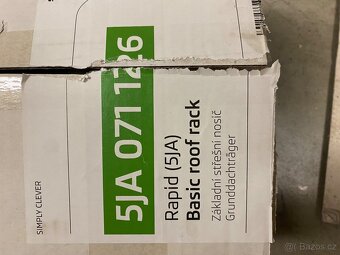 SIMPLY CLEVER
5JA 071 126
Rapid (5JA)
Basic roof rack
Základní střešní nosič
Grunddachträger
Bazos.cz